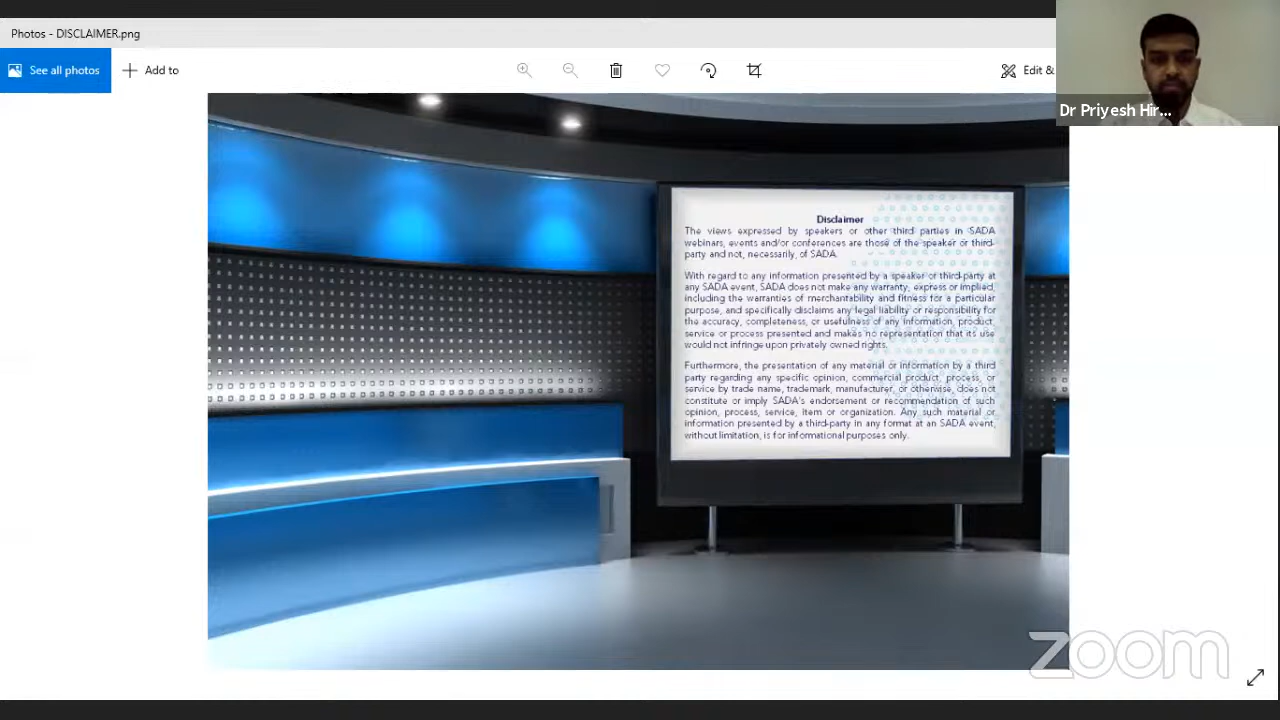 Photos - DISCLAIMER.png
See all photos
Add to
Edit &
Dr Priyesh Hir...
Disclaimer
The views expressed by speakers or other third parties in SADA
webinars, events and/or conferences are those of the speaker or third-
party and not, necessarily, of SADA.
With regard to any information presented by a speaker or third-party at
any SADA event, SADA does not make any warranty, express or implied,
including the warranties of merchantability and fitness for a particular
purpose, and specifically disclaims any legal liability or responsibility for
the accuracy, completeness, or usefulness of any information, product,
service or process presented and makes no representation that its use
would not infringe upon privately owned rights.
Furthermore, the presentation of any material or information by a third
party regarding any specific opinion, commercial product, process, or
service by trade name, trademark, manufacturer, or otherwise, does not
constitute or imply SADA's endorsement or recommendation of such
opinion, process, service, item or organization. Any such material or
information presented by a third-party in any format at an SADA event,
without limitation, is for informational purposes only.
zoom